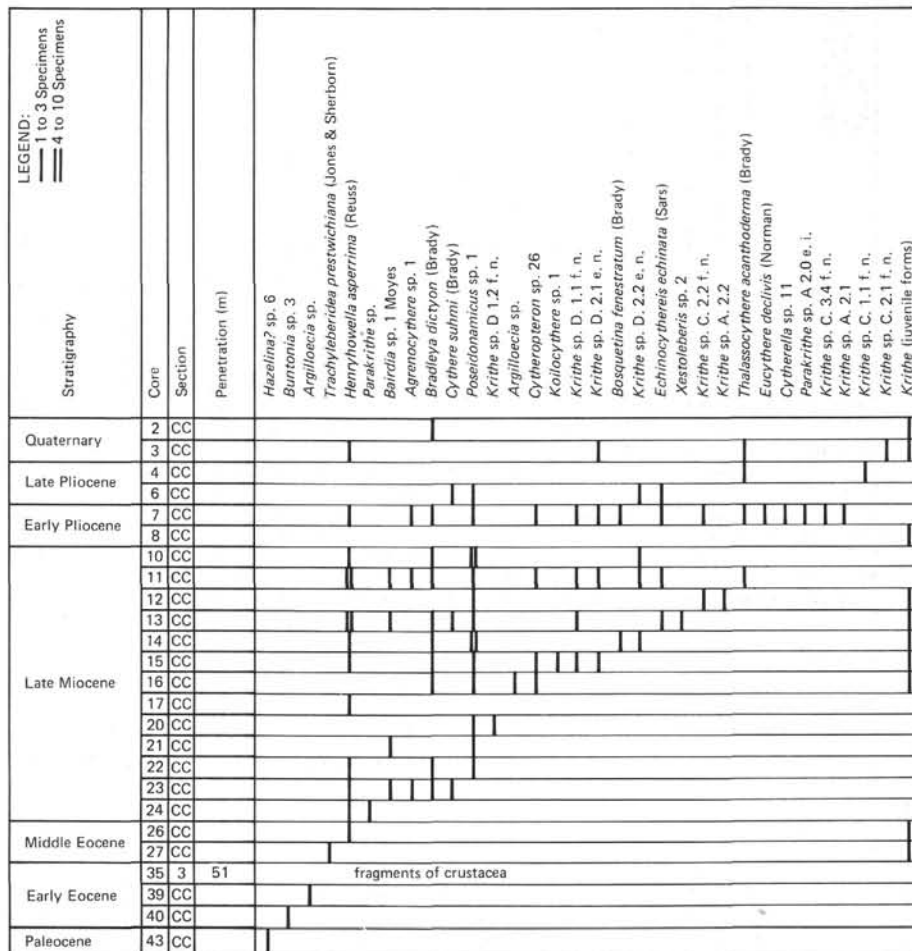 LEGEND:
1 to 3 Specimens
4 to 10 Specimens
Stratigraphy
Core
Section
Penetration (m)
Hazelina? sp. 6
Buntonia sp. 3
Argilloecia sp.
Trachyleberidea prestwichiana (Jones & Sherborn)
Henryhowella asperrima (Reuss)
Parakrithe sp.
Bairdia sp. 1 Moyes
Agrenocythere sp. 1
Bradleya dictyon (Brady)
Cythere suhmi (Brady)
Poseidonamicus sp. 1
Krithe sp. D 1.2 f. n.
Argilloecia sp.
Cytheropteron sp. 26
Koilocythere sp. 1
Krithe sp. D. 1.1 f. n.
Krithe sp. D. 2.1 e. n.
Bosquetina fenestratum (Brady)
Krithe sp. D. 2.2 e. n.
Echinocythereis echinata (Sars)
Xestoleberis sp. 2
Krithe sp. C. 2.2 f. n.
Krithe sp. A. 2.2
Thalassocythere acanthoderma (Brady)
Eucythere declivis (Norman)
Cytherella sp. 11
Parakrithe sp. A 2.0 e. i.
Krithe sp. C. 3.4 f. n.
Krithe sp. A. 2.1
Krithe sp. C. 1.1 f. n.
Krithe sp. C. 2.1 f. n.
Krithe (juvenile forms)
Quaternary
2 CC
3 CC
Late Pliocene
4 CC
6 CC
Early Pliocene
7 CC
8 CC
Late Miocene
10 CC
11 CC
12 CC
13 CC
14 CC
15 CC
16 CC
17 CC
20 CC
21 CC
22 CC
23 CC
24 CC
Middle Eocene
26 CC
27 CC
Early Eocene
35 3 51 fragments of crustacea
39 CC
40 CC
Paleocene
43 CC